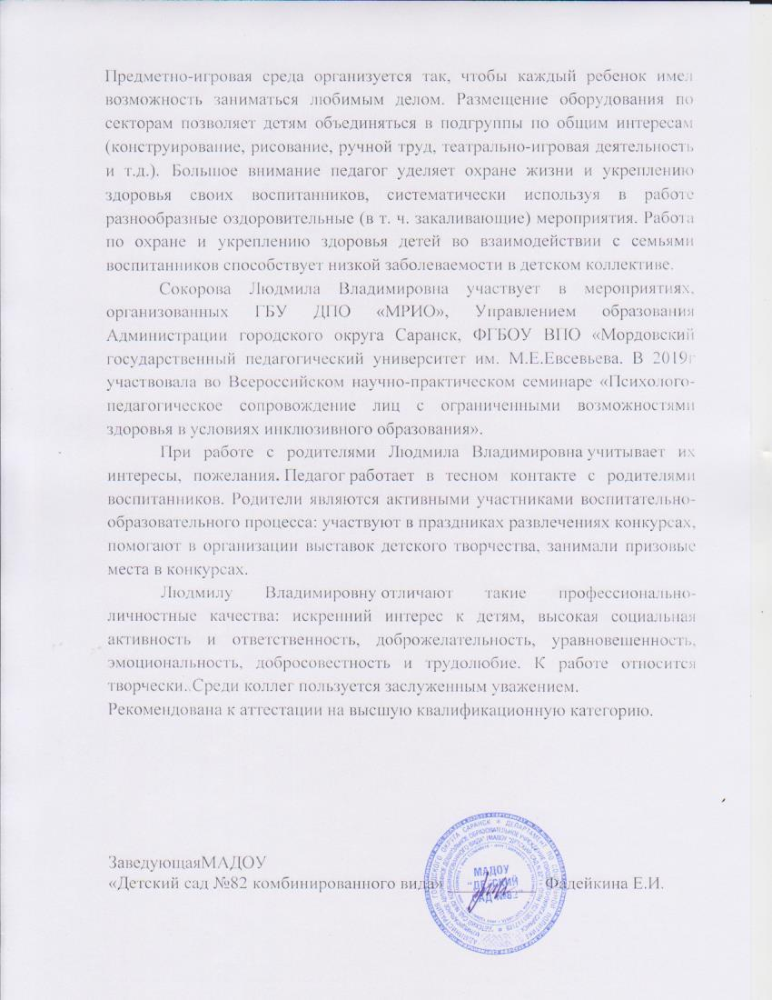 Предметно-игровая среда организуется так, чтобы каждый ребенок имел
возможность заниматься любимым делом. Размещение оборудования по
секторам позволяет детям объединяться в подгруппы по общим интересам
(конструирование, рисование, ручной труд, театрально-игровая деятельность
и т.д.). Большое внимание педагог уделяет охране жизни и укреплению
здоровья своих воспитанников, систематически используя в работе
разнообразные оздоровительные (в т. ч. закаливающие) мероприятия. Работа
по охране и укреплению здоровья детей во взаимодействии с семьями
воспитанников способствует низкой заболеваемости в детском коллективе.
Сокорова Людмила Владимировна участвует в мероприятиях,
организованных ГБУ ДПО «МРИО», Управлением образования
Администрации городского округа Саранск, ФГБОУ ВПО «Мордовский
государственный педагогический университет им. М.Е.Евсевьева. В 2019г
участвовала во Всероссийском научно-практическом семинаре «Психолого-
педагогическое сопровождение лиц с ограниченными возможностями
здоровья в условиях инклюзивного образования».
При работе с родителями Людмила Владимировна учитывает их
интересы, пожелания. Педагог работает в тесном контакте с родителями
воспитанников. Родители являются активными участниками воспитательно-
образовательного процесса: участвуют в праздниках развлечениях конкурсах,
помогают в организации выставок детского творчества, занимали призовые
места в конкурсах.
Людмилу Владимировну отличают такие профессионально-
личностные качества: искренний интерес к детям, высокая социальная
активность и ответственность, доброжелательность, уравновешенность,
эмоциональность, добросовестность и трудолюбие. К работе относится
творчески. Среди коллег пользуется заслуженным уважением.
Рекомендована к аттестации на высшую квалификационную категорию.
ЗаведующаяМАДОУ
«Детский сад №82 комбинированного вида» Фадейкина Е.И.
МАДОУ
"ДЕТСКИЙ
САД №82"